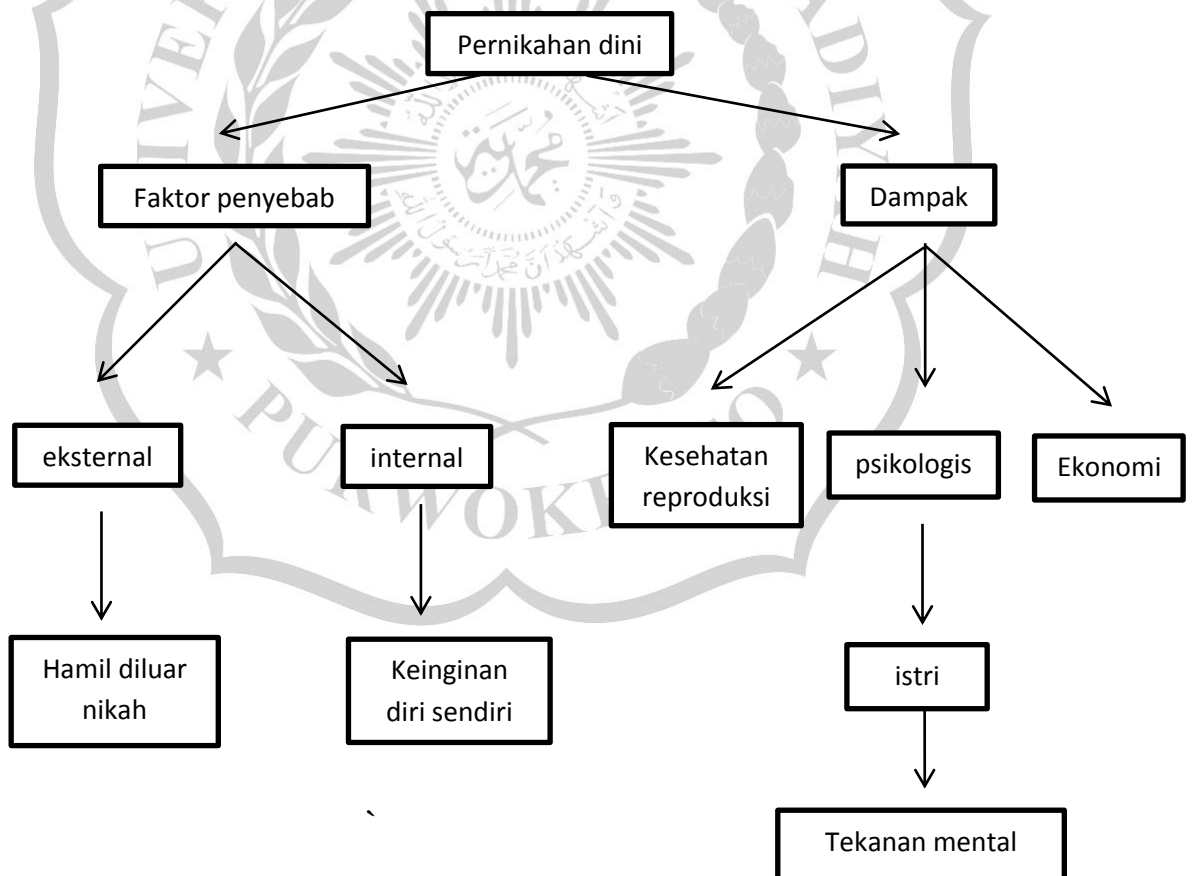 Pernikahan dini
Faktor penyebab
Dampak
eksternal
internal
Kesehatan
reproduksi
psikologis
Ekonomi
Hamil diluar
nikah
Keinginan
diri sendiri
istri
`
Tekanan mental